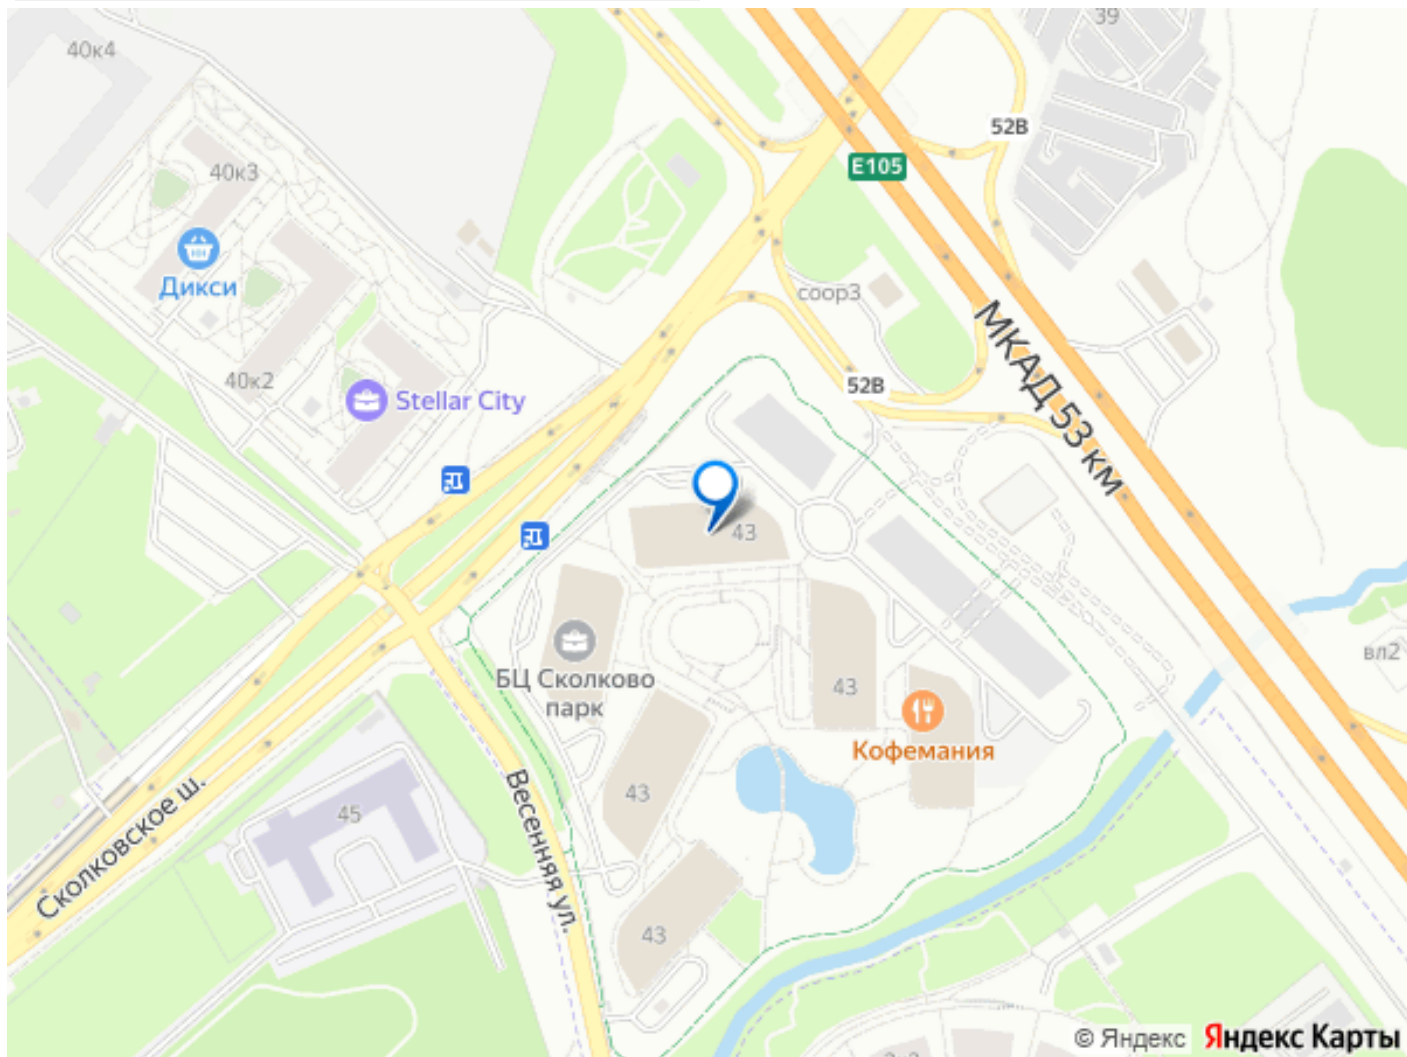 39
40к4
52В
E105
40к3
Дикси
соор3
МКАД 53 км
40к2
52В
Stellar City
43
вл2
БЦ Сколково
парк
43
Кофемания
Сколковское ш.
45
43
Весенняя ул.
43
© Яндекс
Яндекс Карты